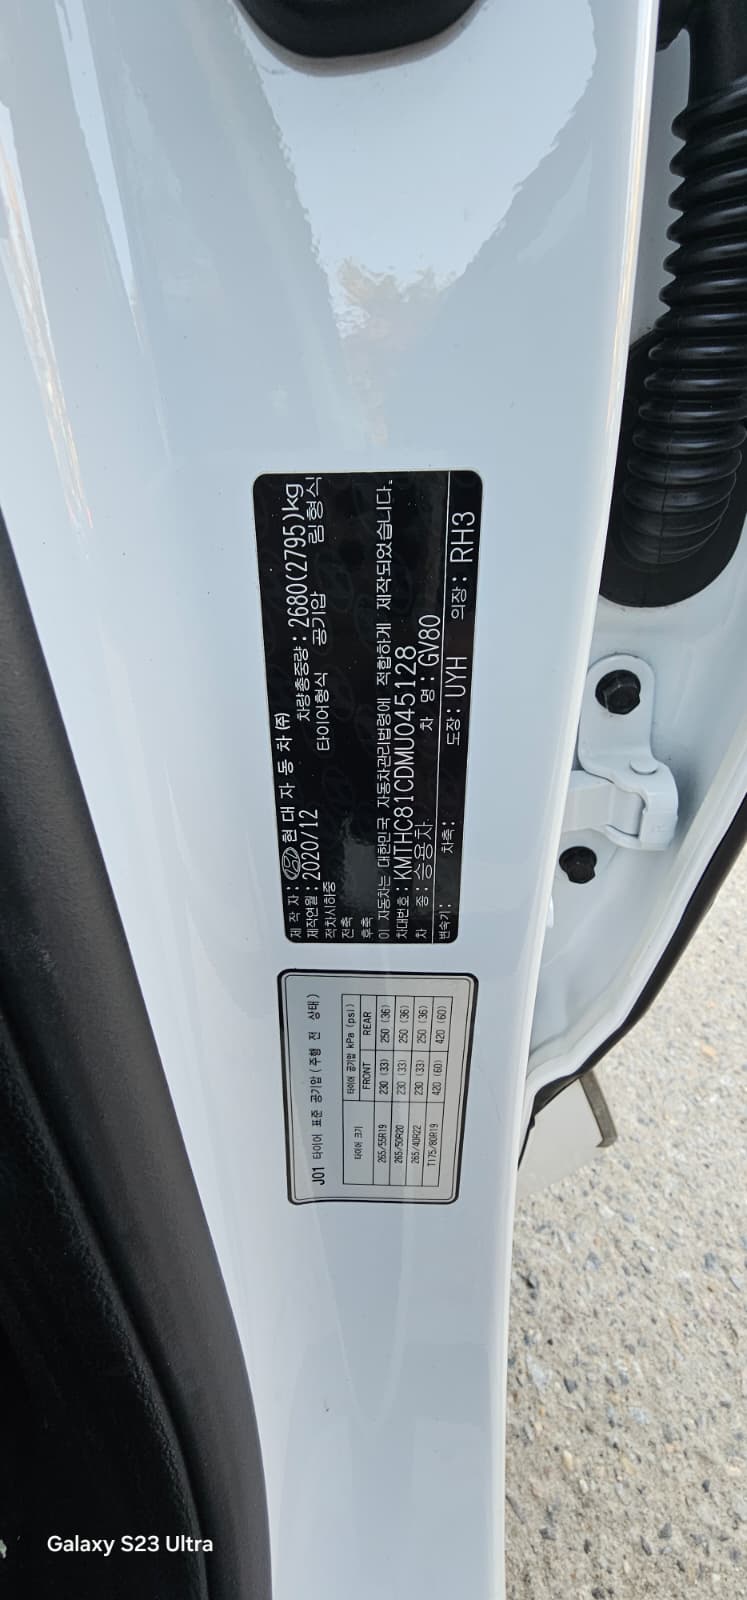 제 작 자: 현대자동차㈜
제작연월: 2020/12 차량총중량: 2680(2795)kg
적차시하중 타이어형식 공기압 림형식
전축
후축
이 자동차는 대한민국 자동차관리법령에 적합하게 제작되었습니다.
차대번호: KMTHC81CDMU045128
차 종: 승용차 차 명: GV80
변속기: 차축: 도장: UYH 의장: RH3
J01 타이어 표준 공기압(주행 전 상태)
타이어 크기 타이어 공기압 kPa (psi)
FRONT REAR
265/55R19 230 (33) 250 (36)
265/50R20 230 (33) 250 (36)
265/40R22 230 (33) 250 (36)
T175/80R19 420 (60) 420 (60)
Galaxy S23 Ultra